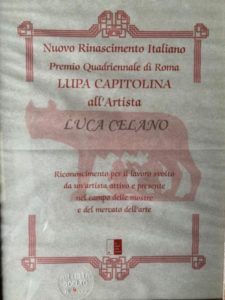 Nuovo Rinascimento Italiano
Premio Quadriennale di Roma
LUPA CAPITOLINA
all'Artista
LUCA CELANO
Riconoscimento per il lavoro svolto
da un'artista attivo e presente
nel campo delle mostre
e del mercato dell'arte